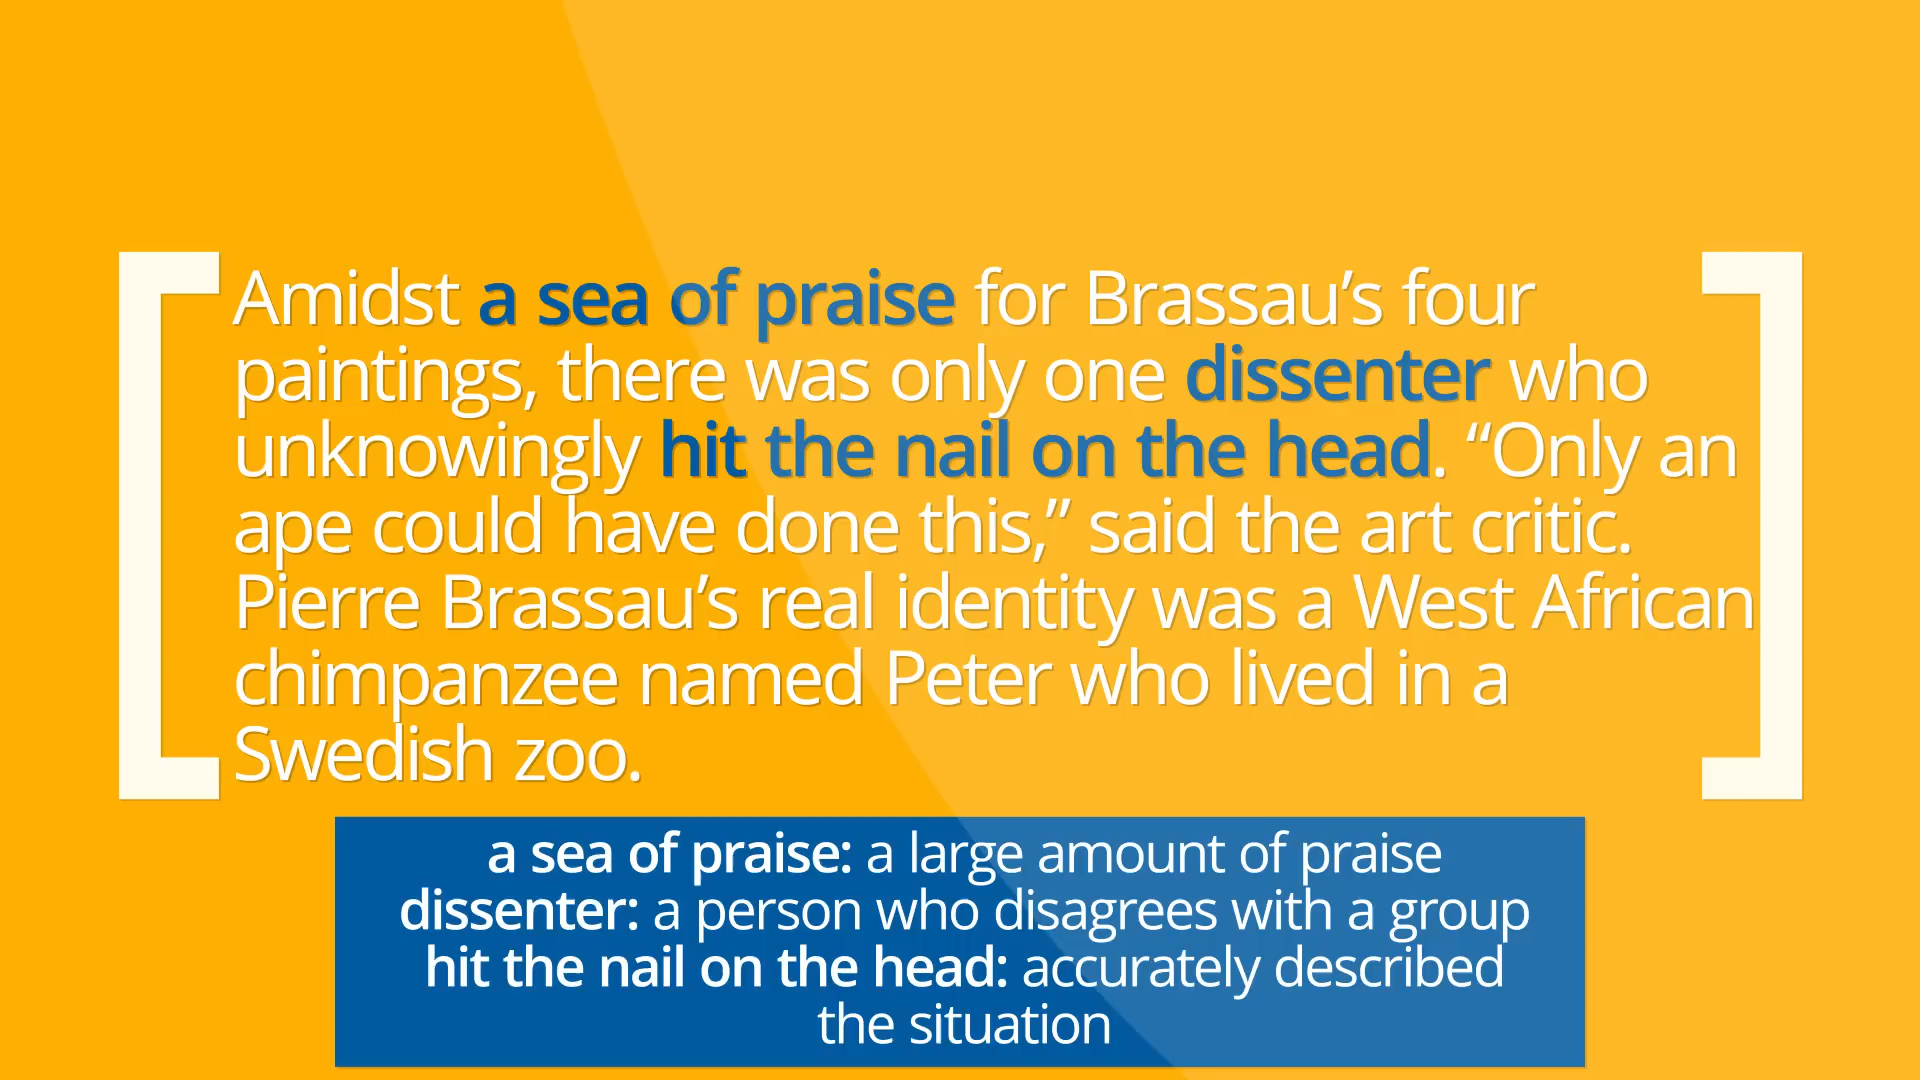 Amidst a sea of praise for Brassau’s four
paintings, there was only one dissenter who
unknowingly hit the nail on the head. “Only an
ape could have done this,” said the art critic.
Pierre Brassau’s real identity was a West African
chimpanzee named Peter who lived in a
Swedish zoo.
a sea of praise: a large amount of praise
dissenter: a person who disagrees with a group
hit the nail on the head: accurately described
the situation